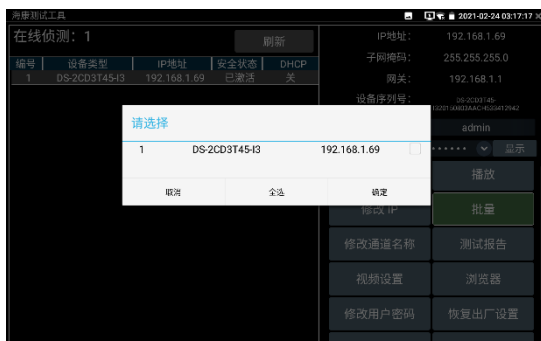 海康测试工具 2021-02-24 03:17:17
在线侦测：1 刷新
编号 设备类型 IP地址 安全状态 DHCP
1 DS-2CD3T45-I3 192.168.1.69 已激活 关
IP地址: 192.168.1.69
子网掩码: 255.255.255.0
网关: 192.168.1.1
设备序列号: DS-2CD3T45-
admin
显示
请选择
1 DS-2CD3T45-I3 192.168.1.69
取消 全选 确定
播放
修改 IP 批量
修改通道名称 测试报告
视频设置 浏览器
修改用户密码 恢复出厂设置